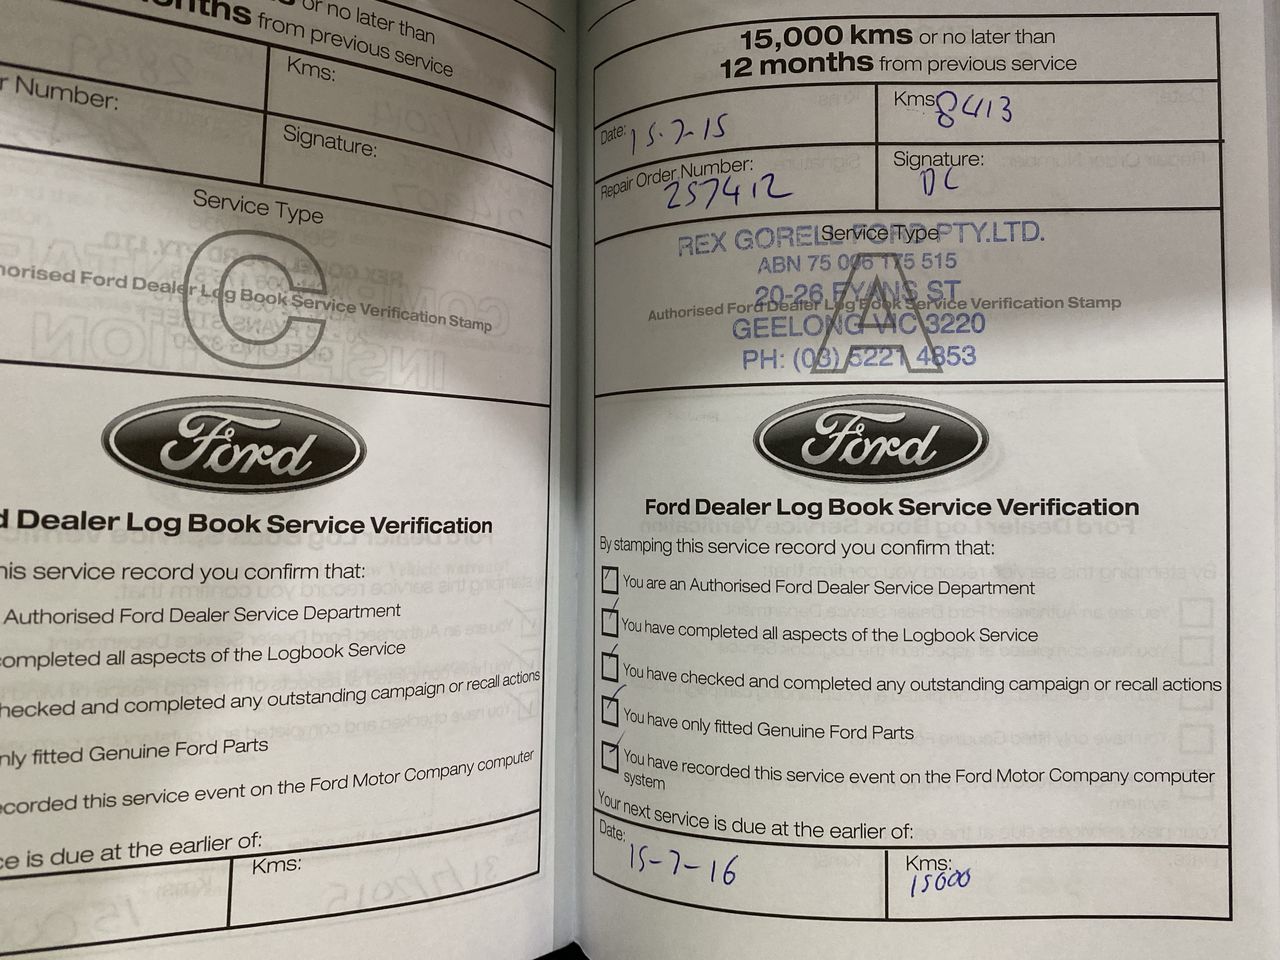 or no later than
from previous service
Kms:
r Number:
Signature:
Service Type
C
orised Ford Dealer Log Book Service Verification Stamp
Ford
Dealer Log Book Service Verification
his service record you confirm that:
Authorised Ford Dealer Service Department
ompleted all aspects of the Logbook Service
hecked and completed any outstanding campaign or recall actions
nly fitted Genuine Ford Parts
ecorded this service event on the Ford Motor Company computer
ce is due at the earlier of:
Kms:
15,000 kms or no later than
12 months from previous service
Date: 15-7-15
Kms: 8413
Repair Order Number: 257412
Signature: DC
Service Type
REX GORELL FORD PTY.LTD.
ABN 75 006 175 515
20-26 FYANS ST
A
Authorised Ford Dealer Log Book Service Verification Stamp
GEELONG VIC 3220
PH: (03) 5221 4853
Ford
Ford Dealer Log Book Service Verification
By stamping this service record you confirm that:
You are an Authorised Ford Dealer Service Department
You have completed all aspects of the Logbook Service
You have checked and completed any outstanding campaign or recall actions
You have only fitted Genuine Ford Parts
You have recorded this service event on the Ford Motor Company computer
system
Your next service is due at the earlier of:
Date: 15-7-16
Kms: 15000